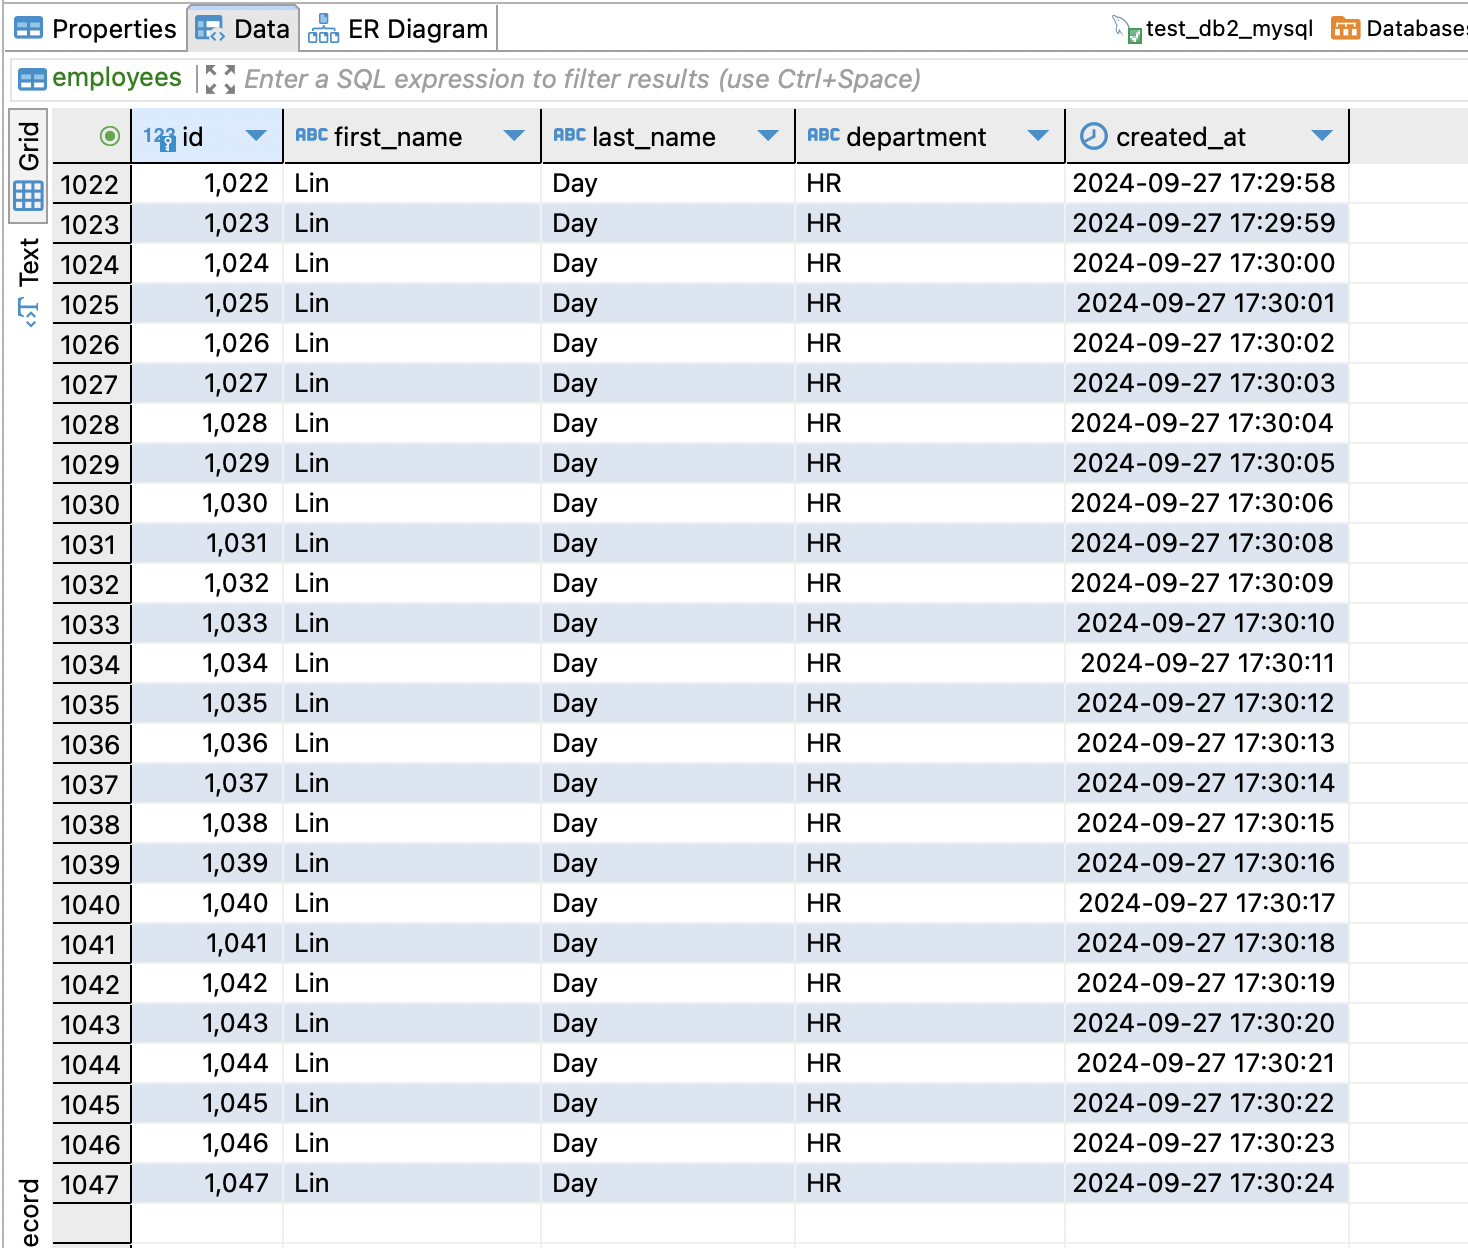 Properties Data ER Diagram test_db2_mysql Databases
employees Enter a SQL expression to filter results (use Ctrl+Space)
Grid
Text
ecord
123 id ABC first_name ABC last_name ABC department created_at
1022 1,022 Lin Day HR 2024-09-27 17:29:58
1023 1,023 Lin Day HR 2024-09-27 17:29:59
1024 1,024 Lin Day HR 2024-09-27 17:30:00
1025 1,025 Lin Day HR 2024-09-27 17:30:01
1026 1,026 Lin Day HR 2024-09-27 17:30:02
1027 1,027 Lin Day HR 2024-09-27 17:30:03
1028 1,028 Lin Day HR 2024-09-27 17:30:04
1029 1,029 Lin Day HR 2024-09-27 17:30:05
1030 1,030 Lin Day HR 2024-09-27 17:30:06
1031 1,031 Lin Day HR 2024-09-27 17:30:08
1032 1,032 Lin Day HR 2024-09-27 17:30:09
1033 1,033 Lin Day HR 2024-09-27 17:30:10
1034 1,034 Lin Day HR 2024-09-27 17:30:11
1035 1,035 Lin Day HR 2024-09-27 17:30:12
1036 1,036 Lin Day HR 2024-09-27 17:30:13
1037 1,037 Lin Day HR 2024-09-27 17:30:14
1038 1,038 Lin Day HR 2024-09-27 17:30:15
1039 1,039 Lin Day HR 2024-09-27 17:30:16
1040 1,040 Lin Day HR 2024-09-27 17:30:17
1041 1,041 Lin Day HR 2024-09-27 17:30:18
1042 1,042 Lin Day HR 2024-09-27 17:30:19
1043 1,043 Lin Day HR 2024-09-27 17:30:20
1044 1,044 Lin Day HR 2024-09-27 17:30:21
1045 1,045 Lin Day HR 2024-09-27 17:30:22
1046 1,046 Lin Day HR 2024-09-27 17:30:23
1047 1,047 Lin Day HR 2024-09-27 17:30:24